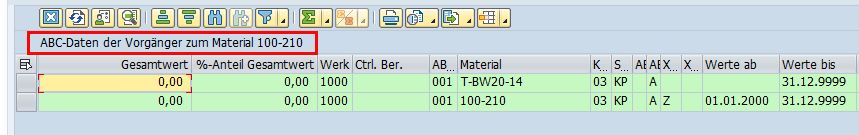 ABC-Daten der Vorgänger zum Material 100-210
Gesamtwert %-Anteil Gesamtwert Werk Ctrl. Ber. AB... Material K... S... AE AE X... X... Werte ab Werte bis
0,00 0,00 1000 001 T-BW20-14 03 KP A 31.12.9999
0,00 0,00 1000 001 100-210 03 KP A Z 01.01.2000 31.12.9999